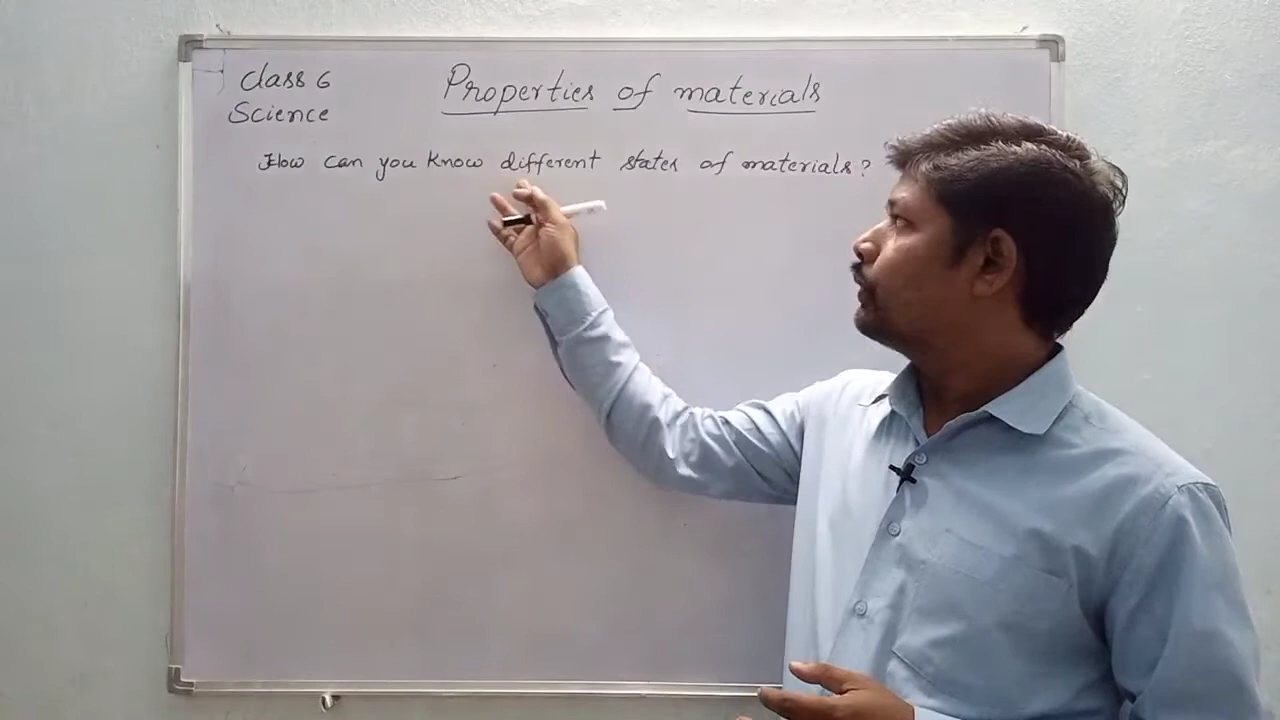 Class 6
Science
Properties of materials
How can you know different states of materials?